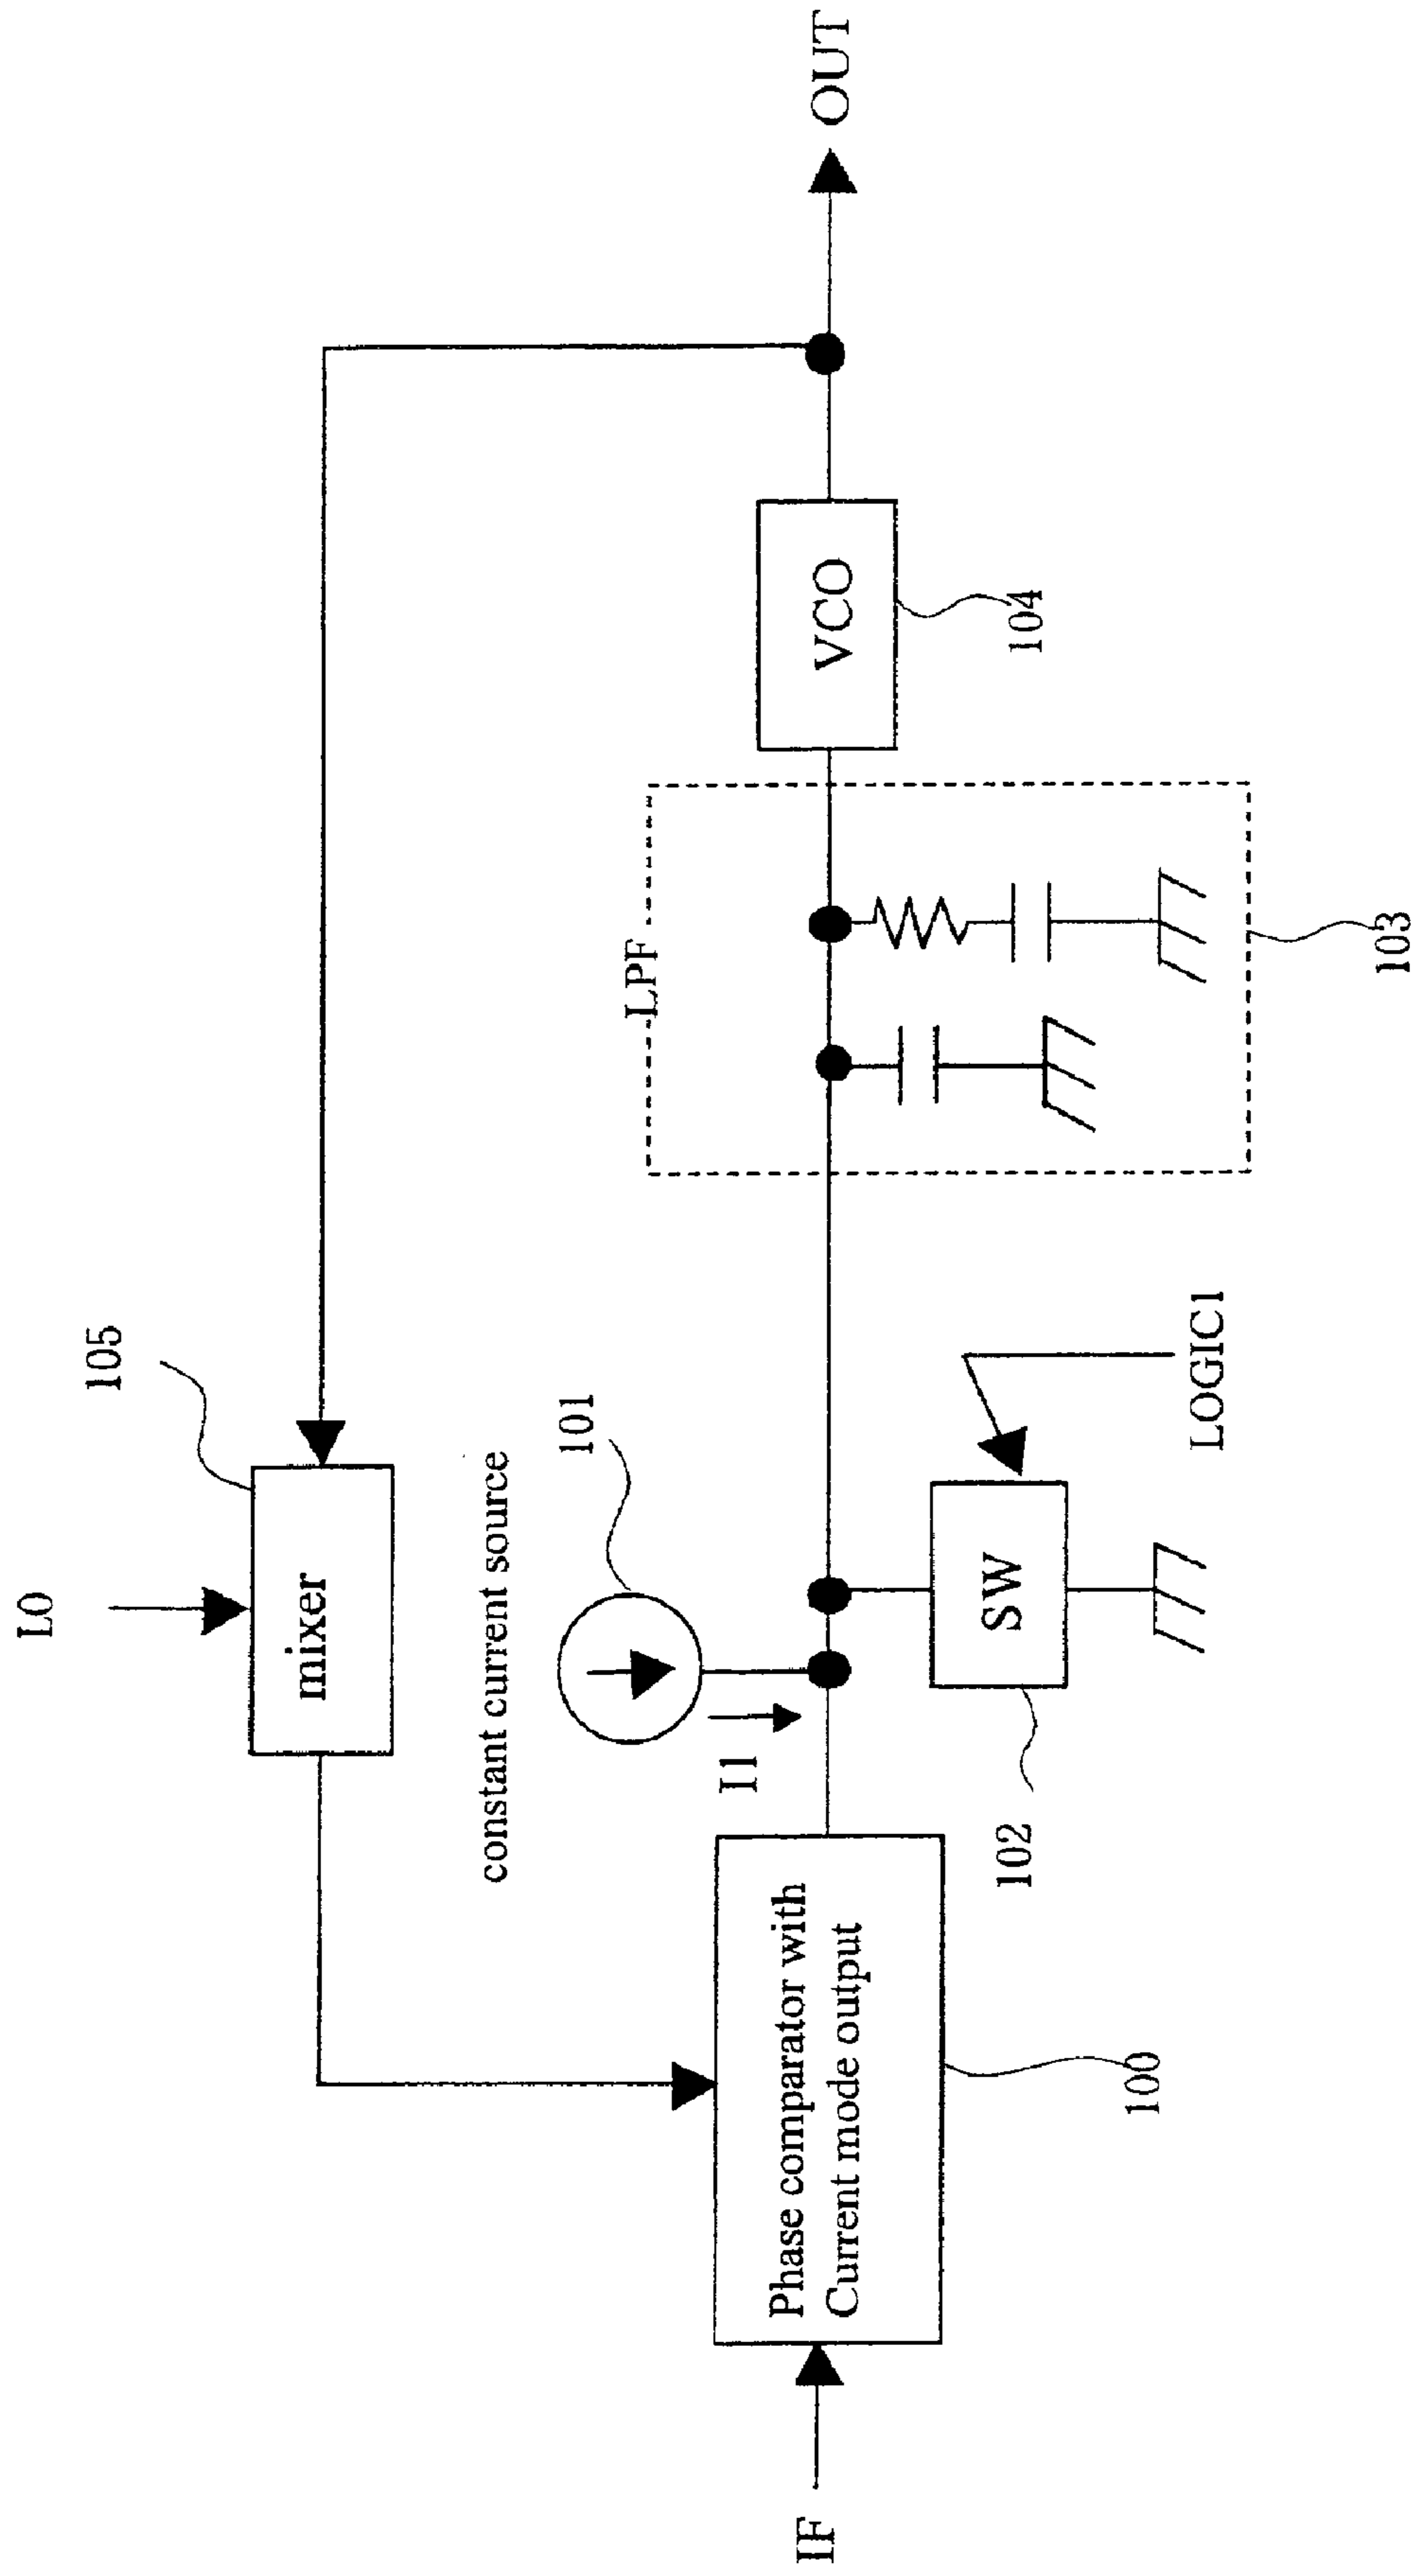 LO
105
mixer
constant current source
101
I1
LPF
OUT
VCO
104
103
IF
Phase comparator with
Current mode output
100
SW
102
LOGIC1